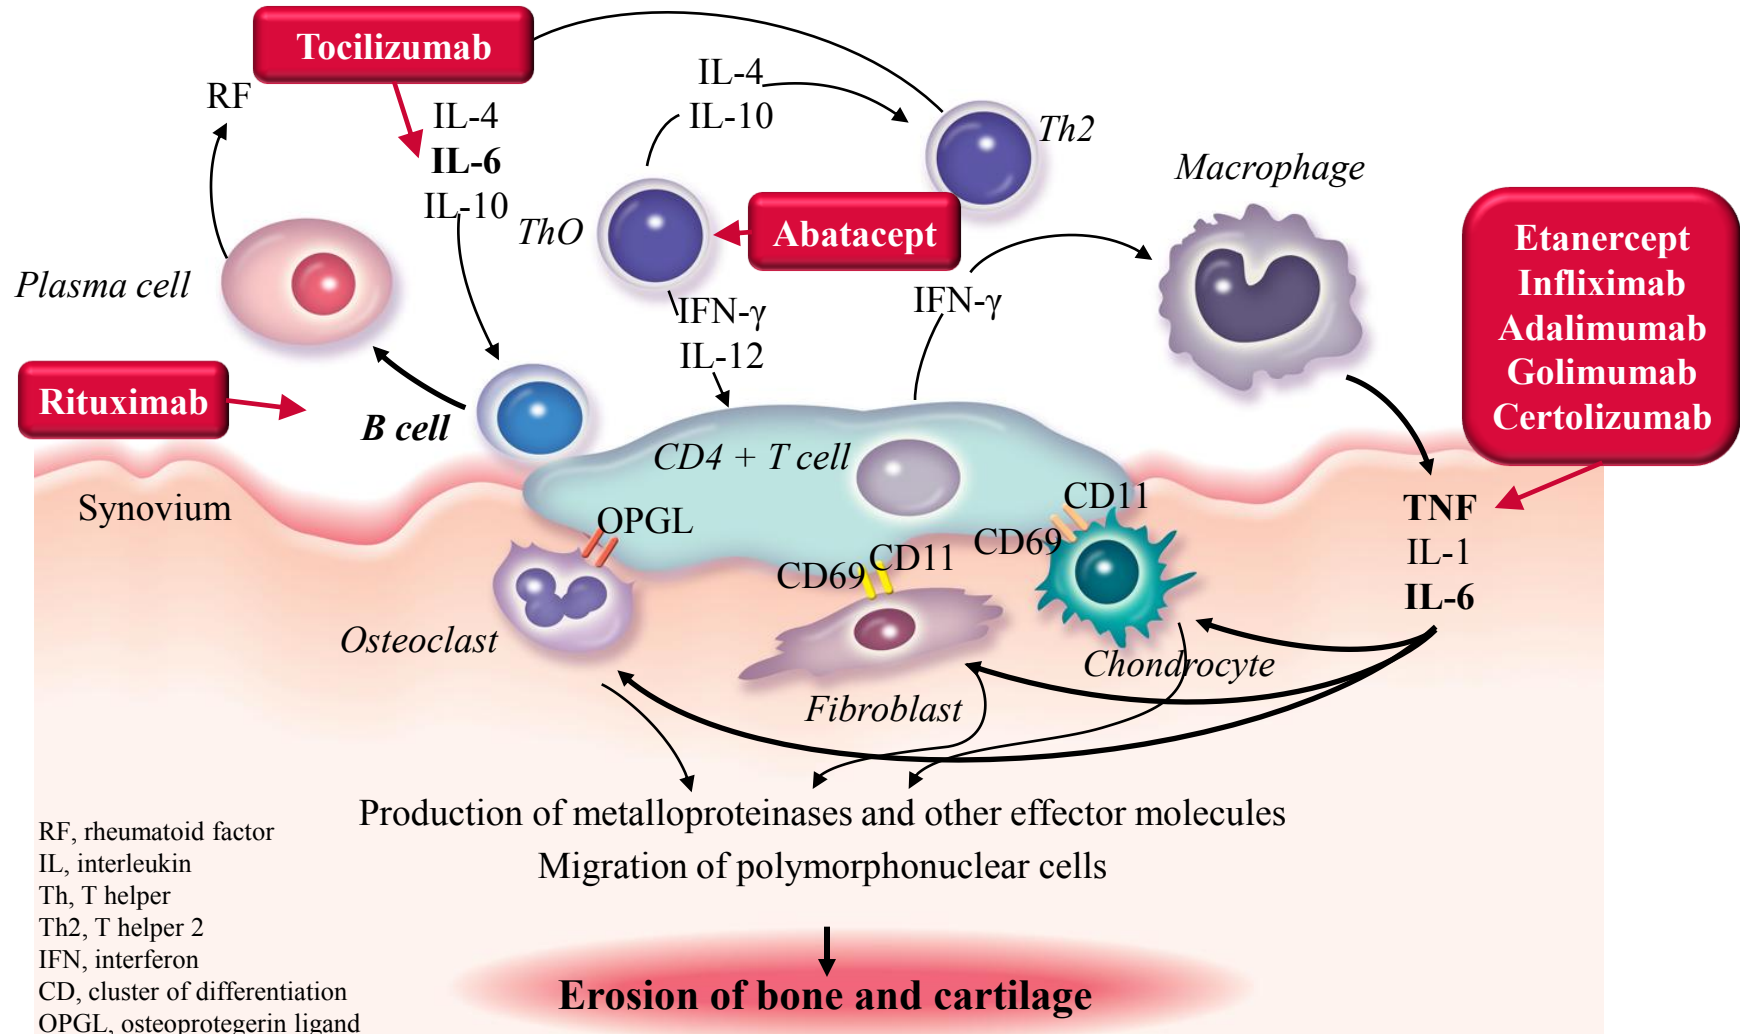 Tocilizumab
RF
IL-4
IL-6
IL-10
IL-4
IL-10
Th2
ThO
Abatacept
Macrophage
Etanercept
Infliximab
Adalimumab
Golimumab
Certolizumab
Plasma cell
IFN-γ
IL-12
IFN-γ
Rituximab
B cell
CD4 + T cell
Synovium
OPGL
CD69
CD11
CD69
CD11
TNF
IL-1
IL-6
Osteoclast
Fibroblast
Chondrocyte
Production of metalloproteinases and other effector molecules
Migration of polymorphonuclear cells
Erosion of bone and cartilage
RF, rheumatoid factor
IL, interleukin
Th, T helper
Th2, T helper 2
IFN, interferon
CD, cluster of differentiation
OPGL, osteoprotegerin ligand